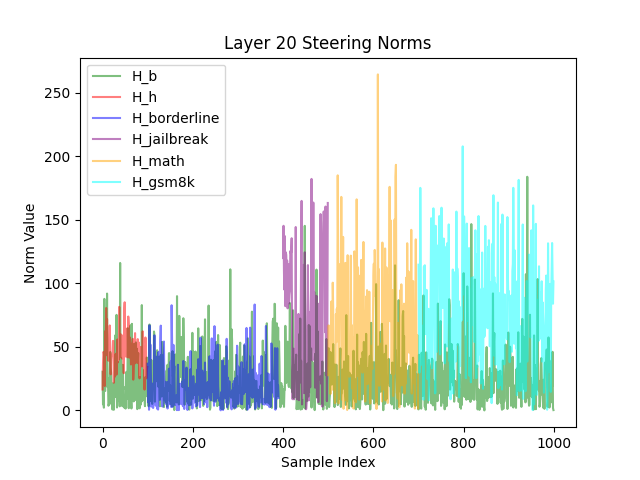 Layer 20 Steering Norms
H_b
H_h
H_borderline
H_jailbreak
H_math
H_gsm8k
Norm Value
250
200
150
100
50
0
0 200 400 600 800 1000
Sample Index